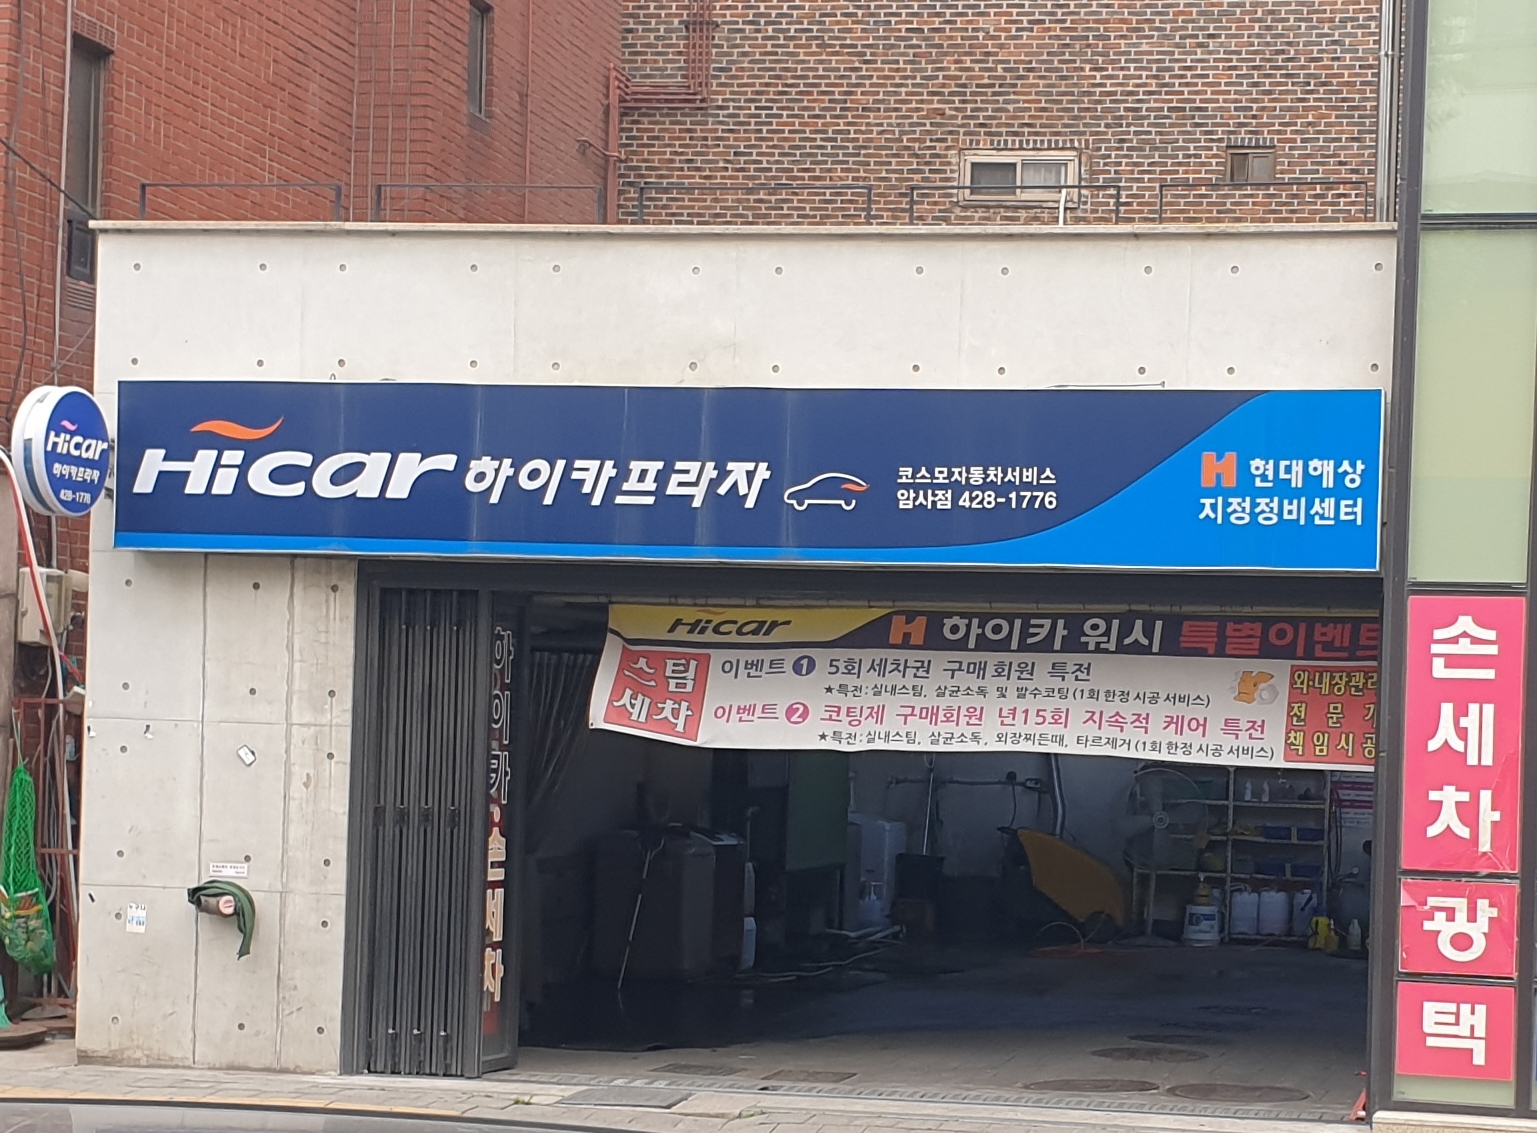 Hicar
하이카프라자
428-1776
Hicar 하이카프라자
코스모자동차서비스
암사점 428-1776
H 현대해상
지정정비센터
Hicar H 하이카 워시 특별이벤트
스팀
세차
이벤트 1 5회세차권 구매회원 특전
★특전:실내스팀, 살균소독 및 발수코팅(1회한정시공서비스)
이벤트 2 코팅제 구매회원 년15회 지속적 케어 특전
★특전:실내스팀, 살균소독, 외장찌든때, 타르제거(1회한정시공서비스)
외·내장관리
전문가
책임시공
하이카·손세차
손세차
광
택